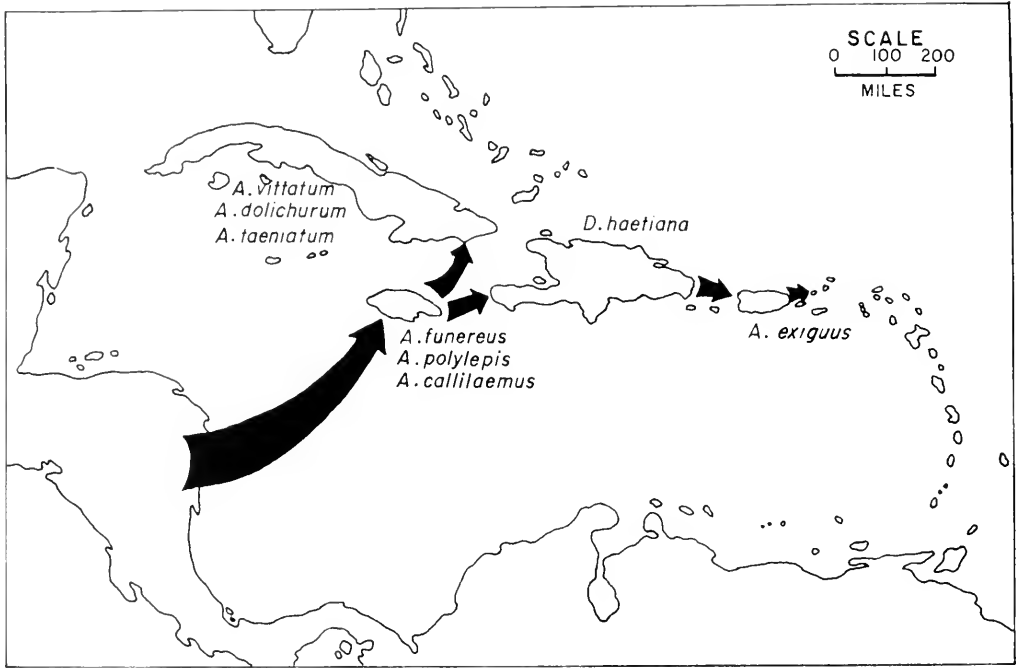 SCALE
0 100 200
MILES
A. vittatum
A. dolichurum
A. taeniatum
D. haetiana
A. funereus
A. polylepis
A. callilaemus
A. exiguus